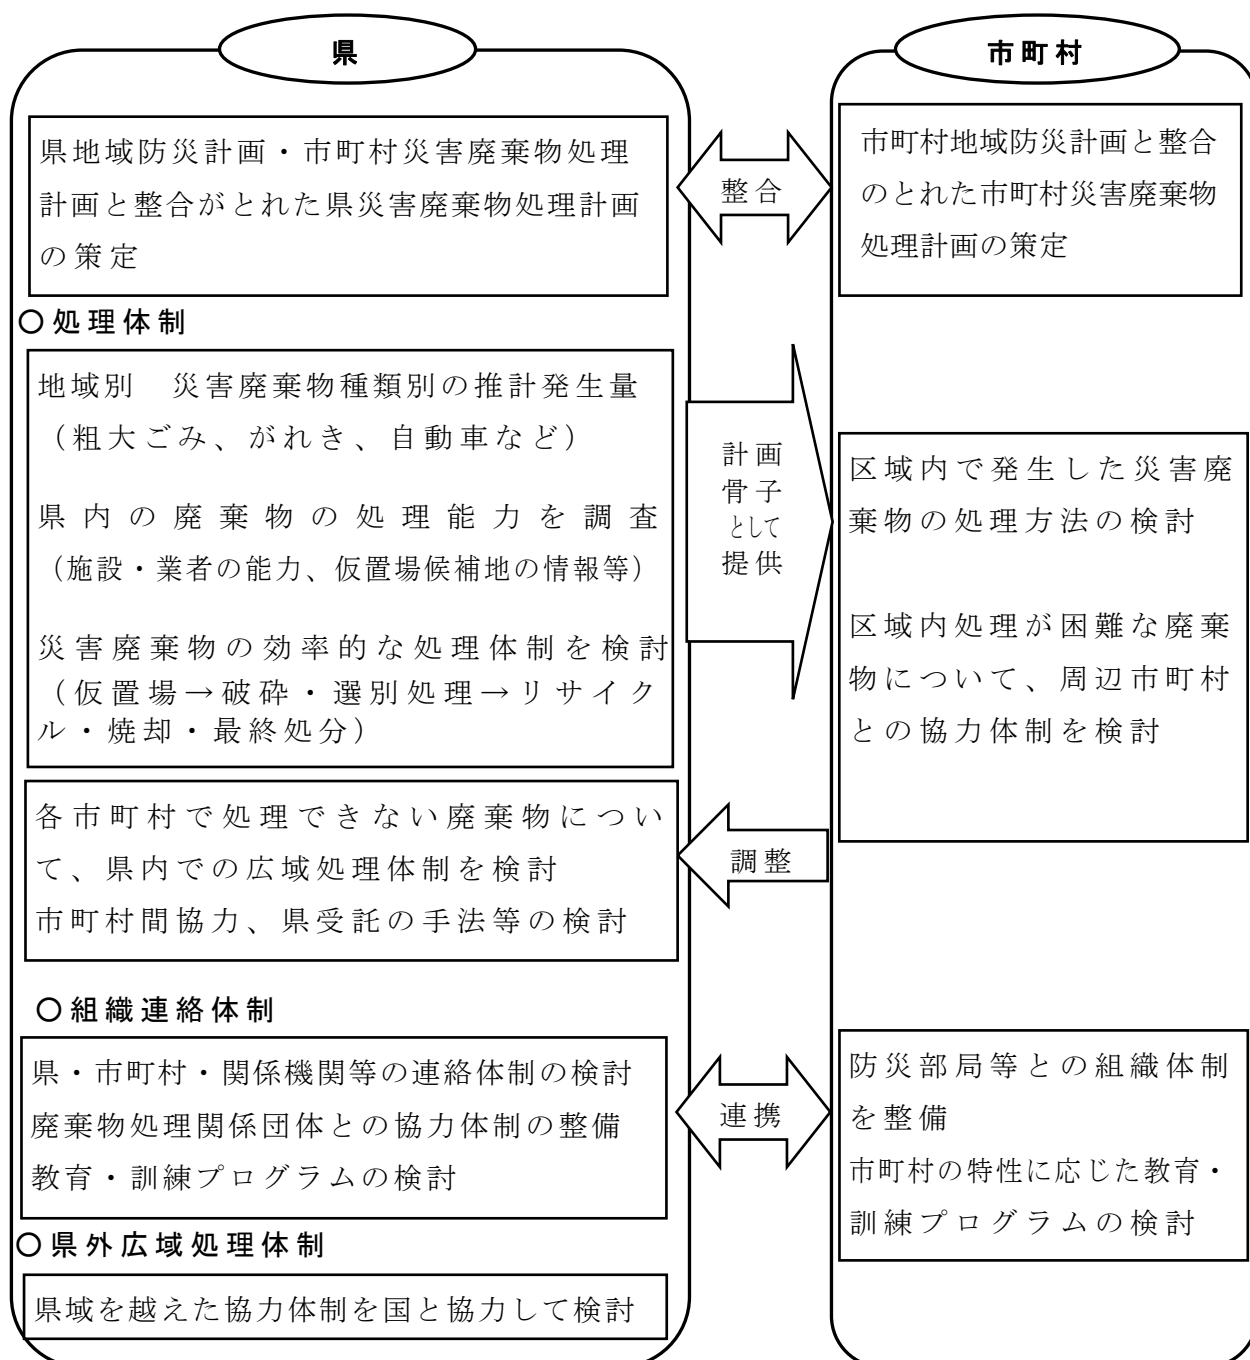 県
県地域防災計画・市町村災害廃棄物処理
計画と整合がとれた県災害廃棄物処理計画
の策定
○処理体制
地域別　災害廃棄物種類別の推計発生量
（粗大ごみ、がれき、自動車など）
県内の廃棄物の処理能力を調査
（施設・業者の能力、仮置場候補地の情報等）
災害廃棄物の効率的な処理体制を検討
（仮置場→破砕・選別処理→リサイク
ル・焼却・最終処分）
各市町村で処理できない廃棄物につい
て、県内での広域処理体制を検討
市町村間協力、県受託の手法等の検討
○組織連絡体制
県・市町村・関係機関等の連絡体制の検討
廃棄物処理関係団体との協力体制の整備
教育・訓練プログラムの検討
○県外広域処理体制
県域を越えた協力体制を国と協力して検討
整合
計画
骨子
として
提供
調整
連携
市町村
市町村地域防災計画と整合
のとれた市町村災害廃棄物
処理計画の策定
区域内で発生した災害廃
棄物の処理方法の検討
区域内処理が困難な廃棄
物について、周辺市町村
との協力体制を検討
防災部局等との組織体制
を整備
市町村の特性に応じた教育・
訓練プログラムの検討